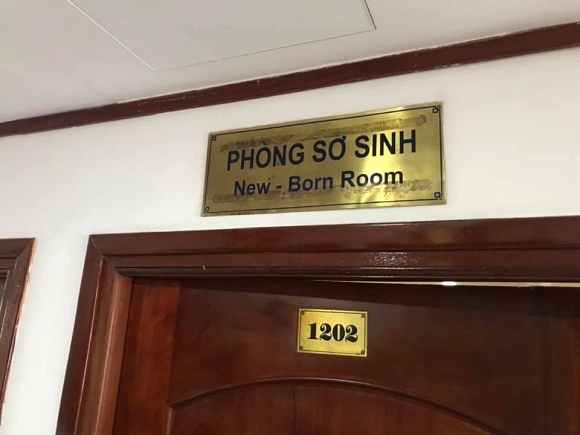 PHÒNG SƠ SINH
New - Born Room
1202